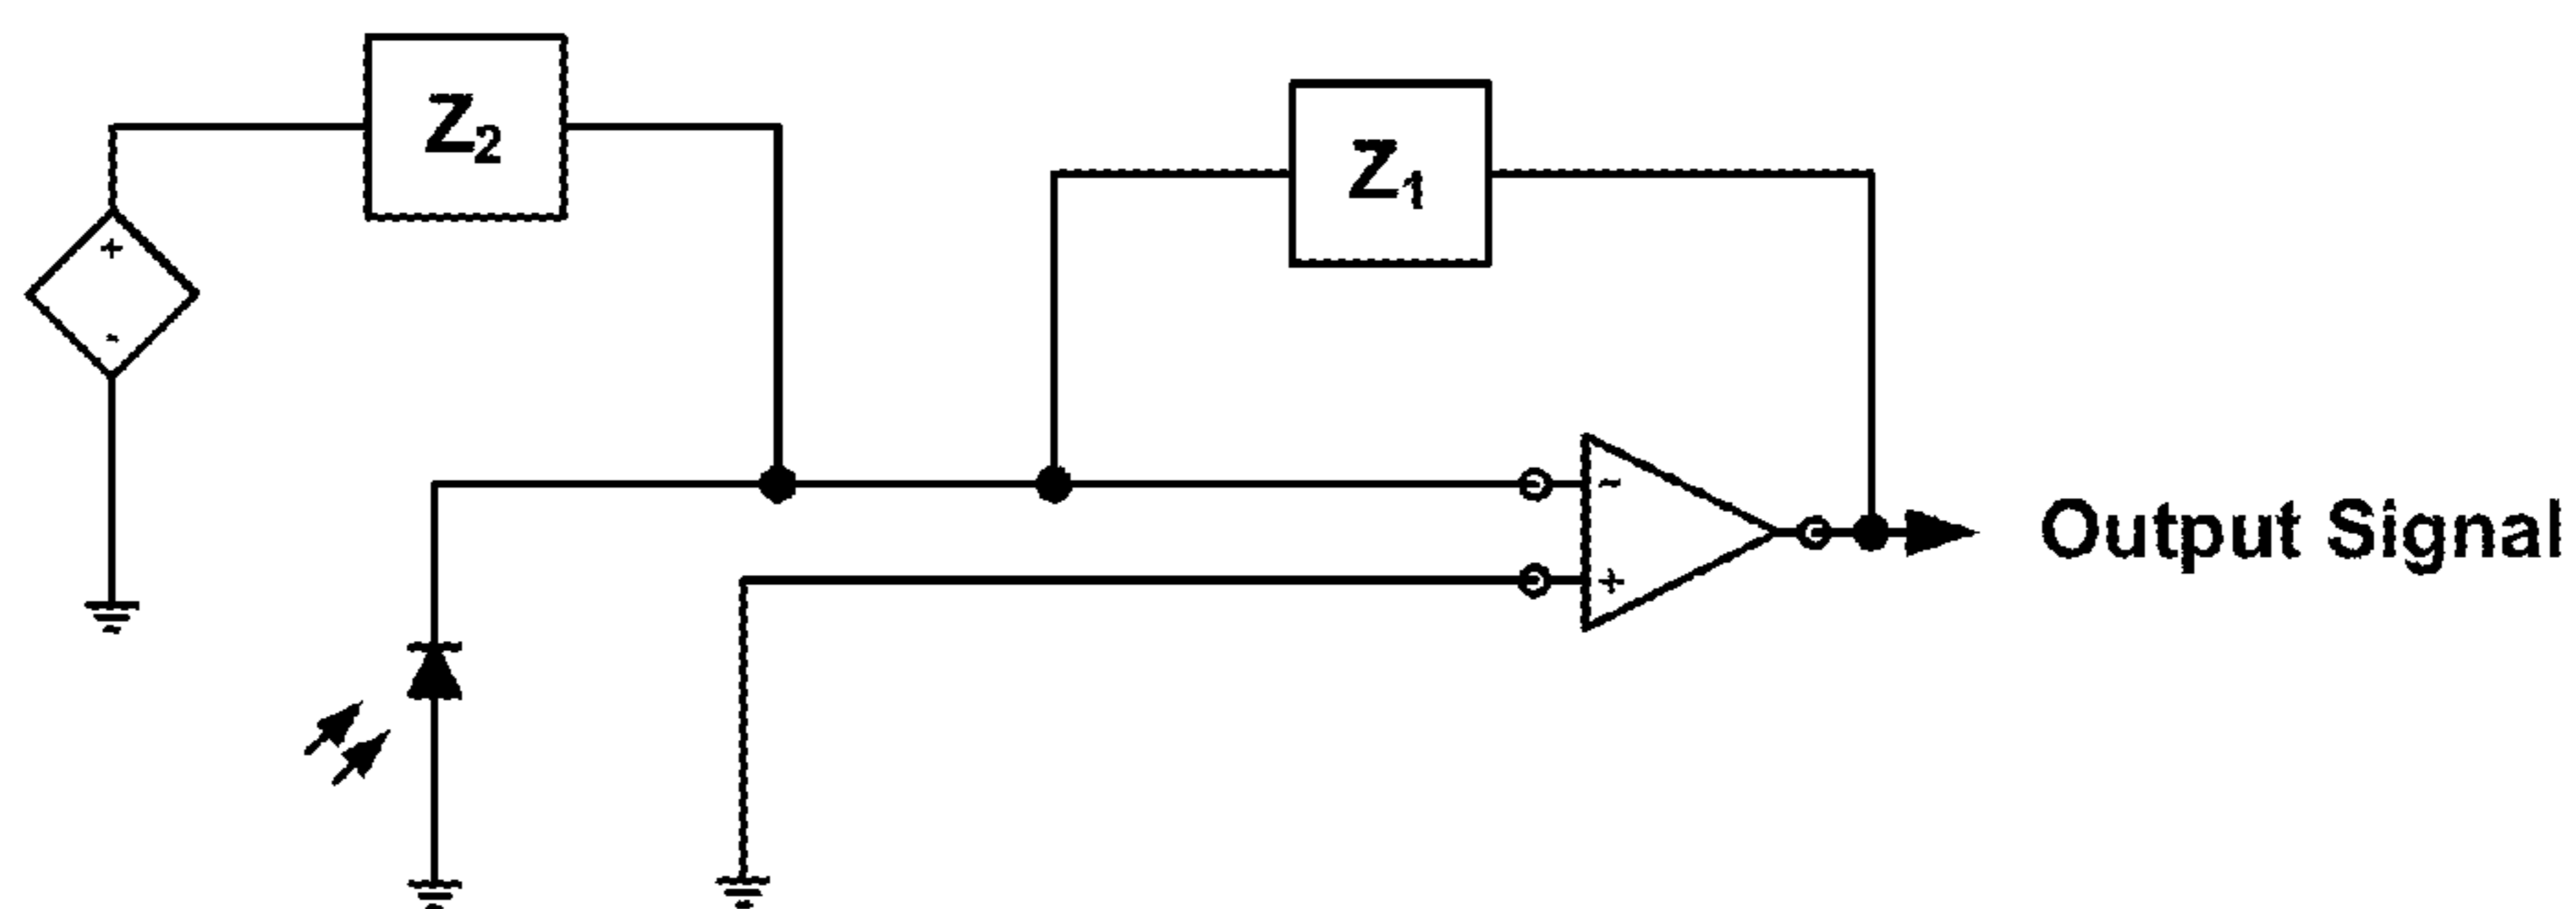 Z₂
Z₁
+
-
-
+
Output Signal